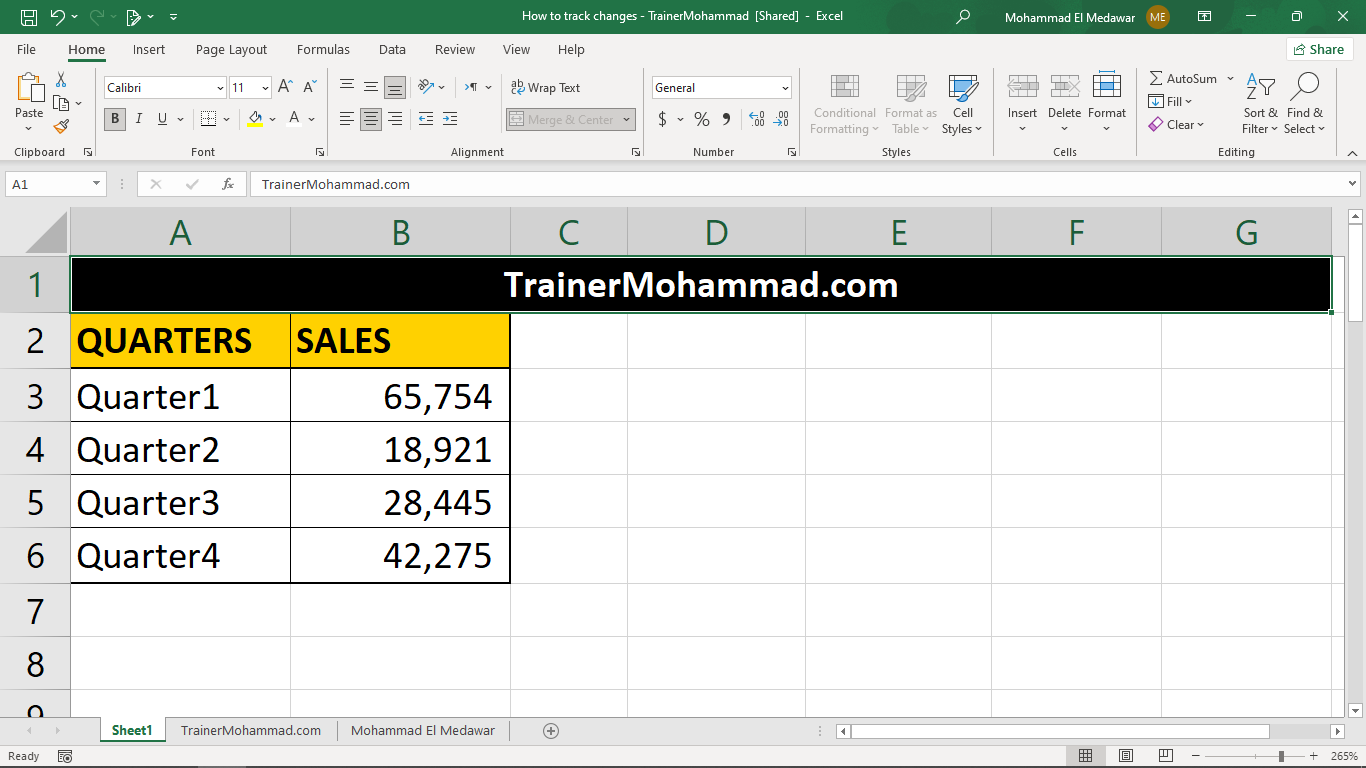 How to track changes - TrainerMohammad [Shared] - Excel
Mohammad El Medawar ME
File Home Insert Page Layout Formulas Data Review View Help Share
Paste
Clipboard
Calibri 11
B I U A
Font
ab Wrap Text
Merge & Center
Alignment
General
$ % 9
Number
Conditional Formatting
Format as Table
Cell Styles
Styles
Insert Delete Format
Cells
AutoSum
Fill
Clear
Sort & Filter
Find & Select
Editing
A1 fx TrainerMohammad.com
A B C D E F G
1 TrainerMohammad.com
2 QUARTERS SALES
3 Quarter1 65,754
4 Quarter2 18,921
5 Quarter3 28,445
6 Quarter4 42,275
7
8
9
Sheet1 TrainerMohammad.com Mohammad El Medawar
Ready 265%